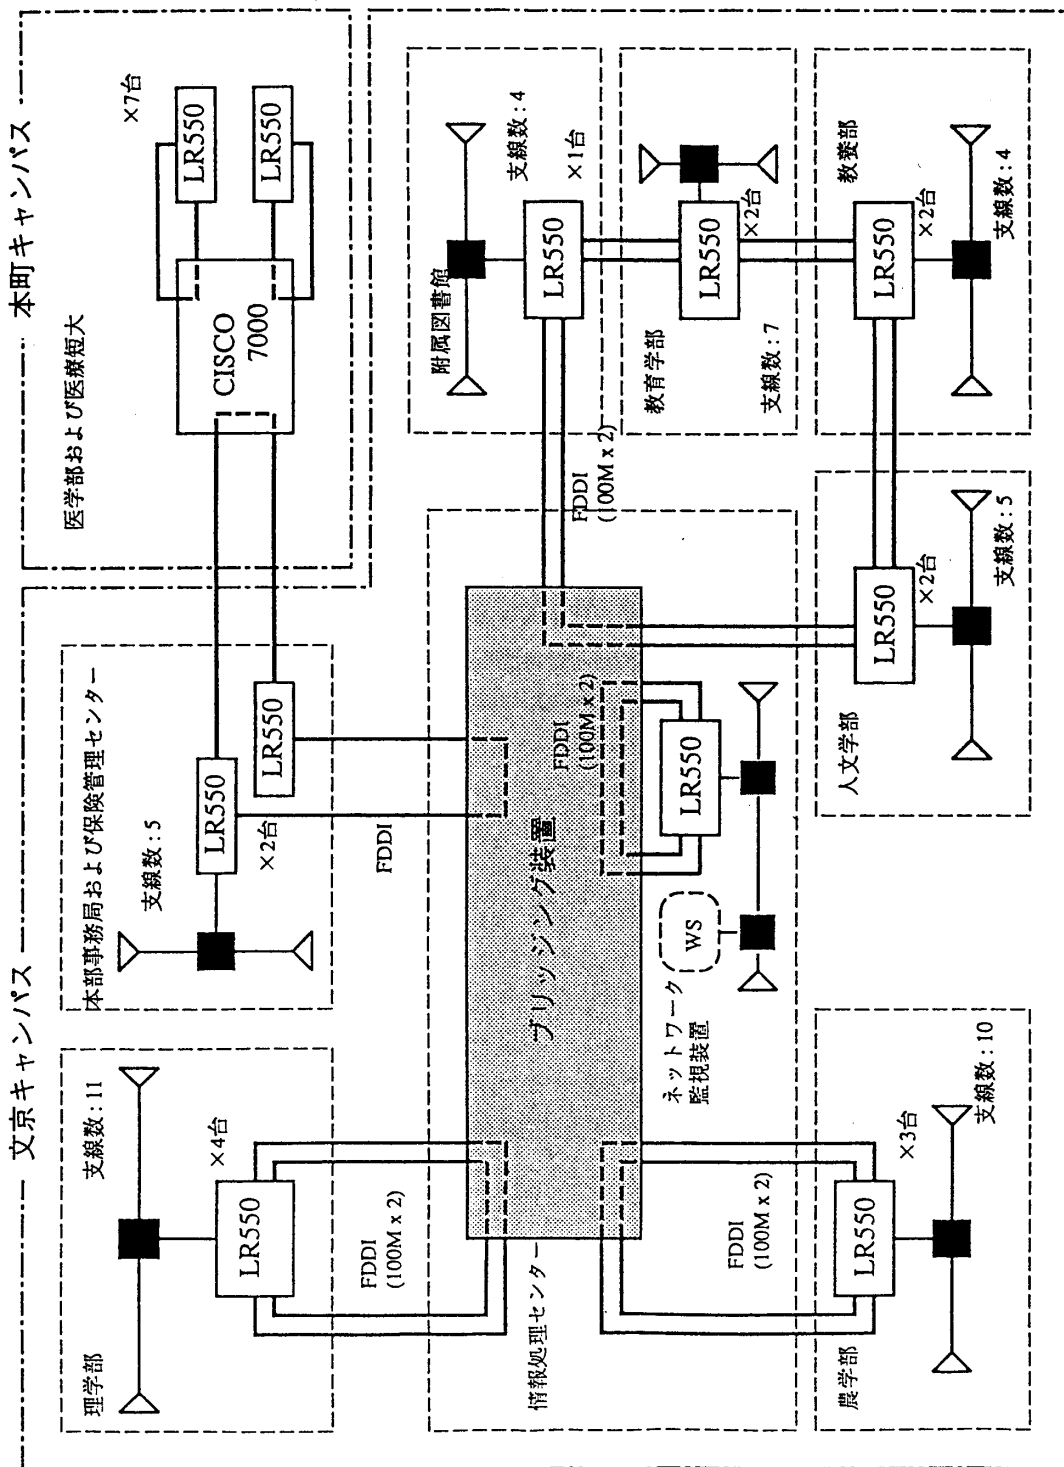 文京キャンパス
本町キャンパス
理学部
支線数:11
LR550
×4台
FDDI
(100M x 2)
本部事務局および保険管理センター
支線数:5
LR550
×2台
LR550
FDDI
医学部および医療短大
CISCO
7000
LR550
LR550
×7台
情報処理センター
ブリッジング装置
FDDI
(100M x 2)
LR550
WS
ネットワーク
監視装置
FDDI
(100M x 2)
附属図書館
支線数:4
LR550
×1台
教育学部
支線数:7
LR550
×2台
教養部
LR550
×2台
支線数:4
人文学部
LR550
×2台
支線数:5
FDDI
(100M x 2)
農学部
LR550
×3台
支線数:10